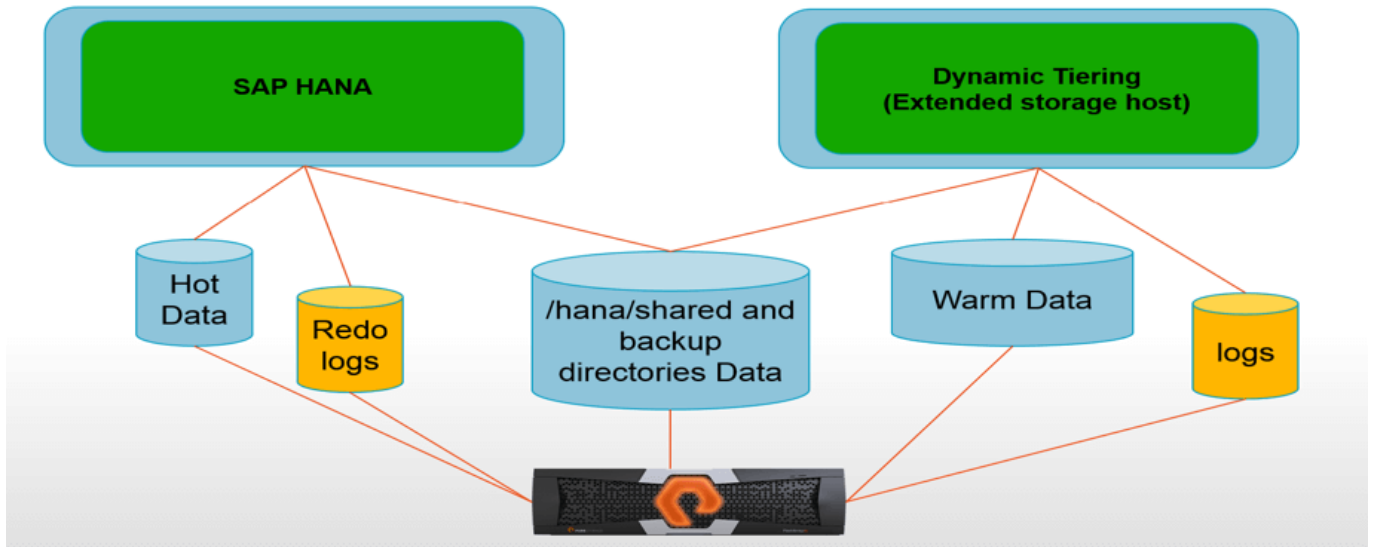 SAP HANA
Dynamic Tiering
(Extended storage host)
Hot
Data
Redo
logs
/hana/shared and
backup
directories Data
Warm Data
logs